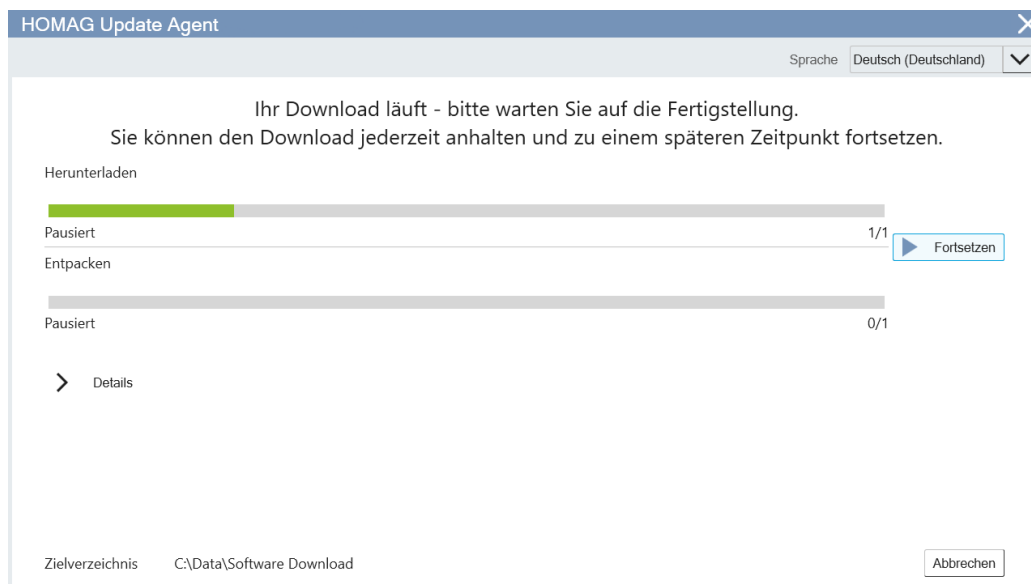 HOMAG Update Agent
Sprache Deutsch (Deutschland)
Ihr Download läuft - bitte warten Sie auf die Fertigstellung.
Sie können den Download jederzeit anhalten und zu einem späteren Zeitpunkt fortsetzen.
Herunterladen
Pausiert 1/1
Fortsetzen
Entpacken
Pausiert 0/1
Details
Zielverzeichnis C:\Data\Software Download
Abbrechen